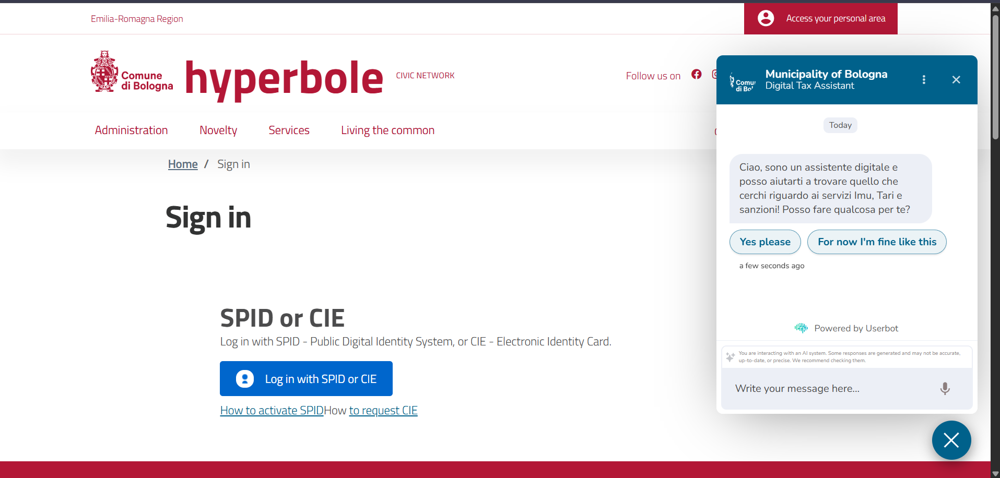 Emilia-Romagna Region
Access your personal area
Comune
di Bologna
hyperbole
CIVIC NETWORK
Follow us on
Administration
Novelty
Services
Living the common
Home / Sign in
Sign in
SPID or CIE
Log in with SPID - Public Digital Identity System, or CIE - Electronic Identity Card.
Log in with SPID or CIE
How to activate SPIDHow to request CIE
Municipality of Bologna
Digital Tax Assistant
Today
Ciao, sono un assistente digitale e
posso aiutarti a trovare quello che
cerchi riguardo ai servizi Imu, Tari e
sanzioni! Posso fare qualcosa per te?
Yes please
For now I'm fine like this
a few seconds ago
Powered by Userbot
You are interacting with an AI system. Some responses are generated and may not be accurate,
up-to-date, or precise. We recommend checking them.
Write your message here...